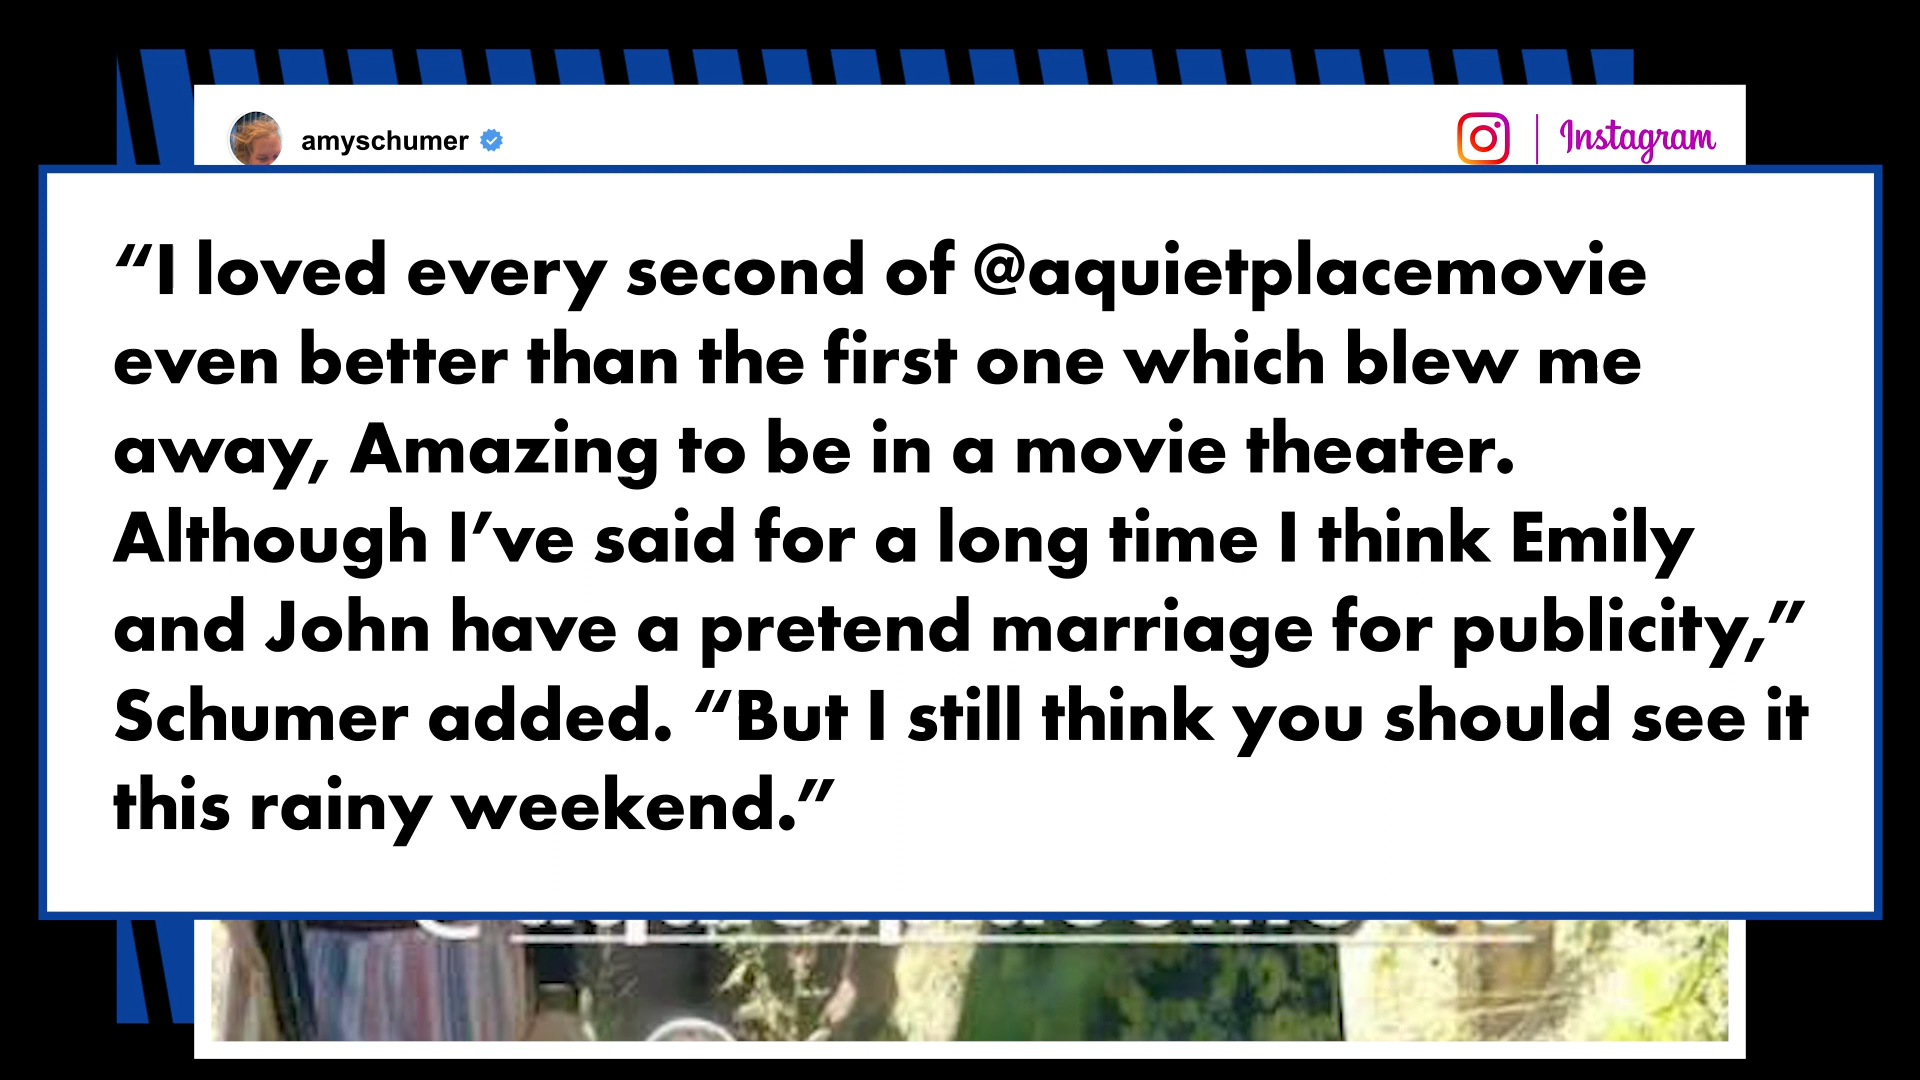 amyschumer
Instagram
“I loved every second of @aquietplacemovie
even better than the first one which blew me
away, Amazing to be in a movie theater.
Although I’ve said for a long time I think Emily
and John have a pretend marriage for publicity,”
Schumer added. “But I still think you should see it
this rainy weekend.”